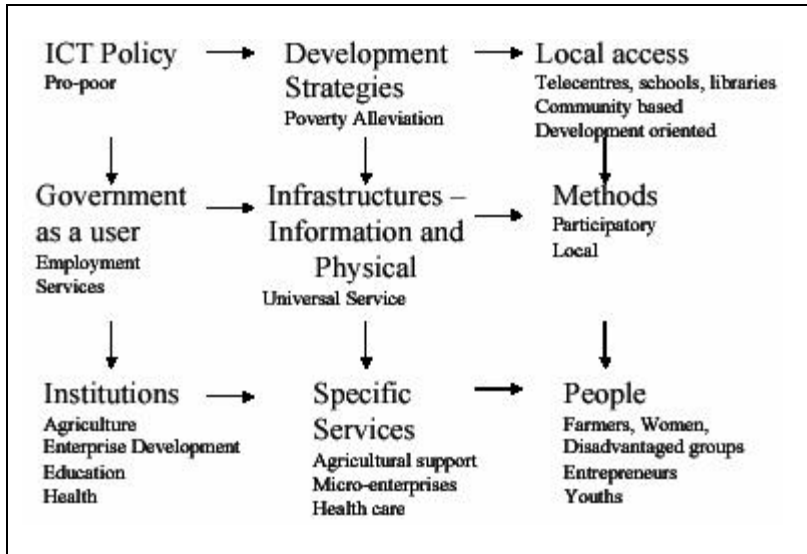 ICT Policy
Pro-poor
Development
Strategies
Poverty Alleviation
Local access
Telecentres, schools, libraries
Community based
Development oriented
Government
as a user
Employment
Services
Infrastructures –
Information and
Physical
Universal Service
Methods
Participatory
Local
Institutions
Agriculture
Enterprise Development
Education
Health
Specific
Services
Agricultural support
Micro-enterprises
Health care
People
Farmers, Women,
Disadvantaged groups
Entrepreneurs
Youths